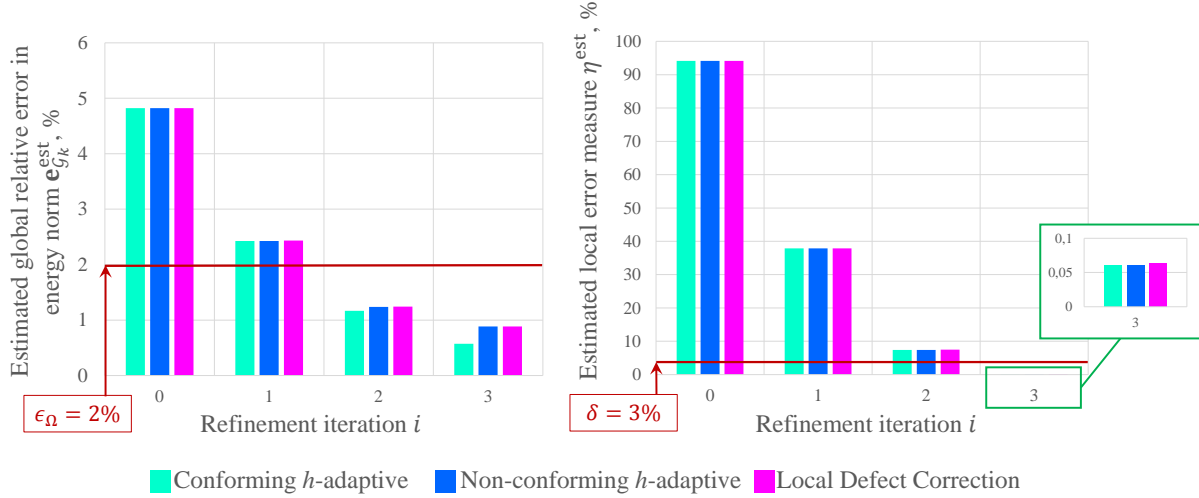 Estimated global relative error in
energy norm 𝐞^est_𝒢ₖ, %
6
5
4
3
2
1
0
0 1 2 3
Refinement iteration i
ϵ_Ω = 2%
Estimated local error measure η^est, %
100
90
80
70
60
50
40
30
20
10
0
0 1 2 3
Refinement iteration i
δ = 3%
0,1
0,05
0
3
Conforming h-adaptive
Non-conforming h-adaptive
Local Defect Correction